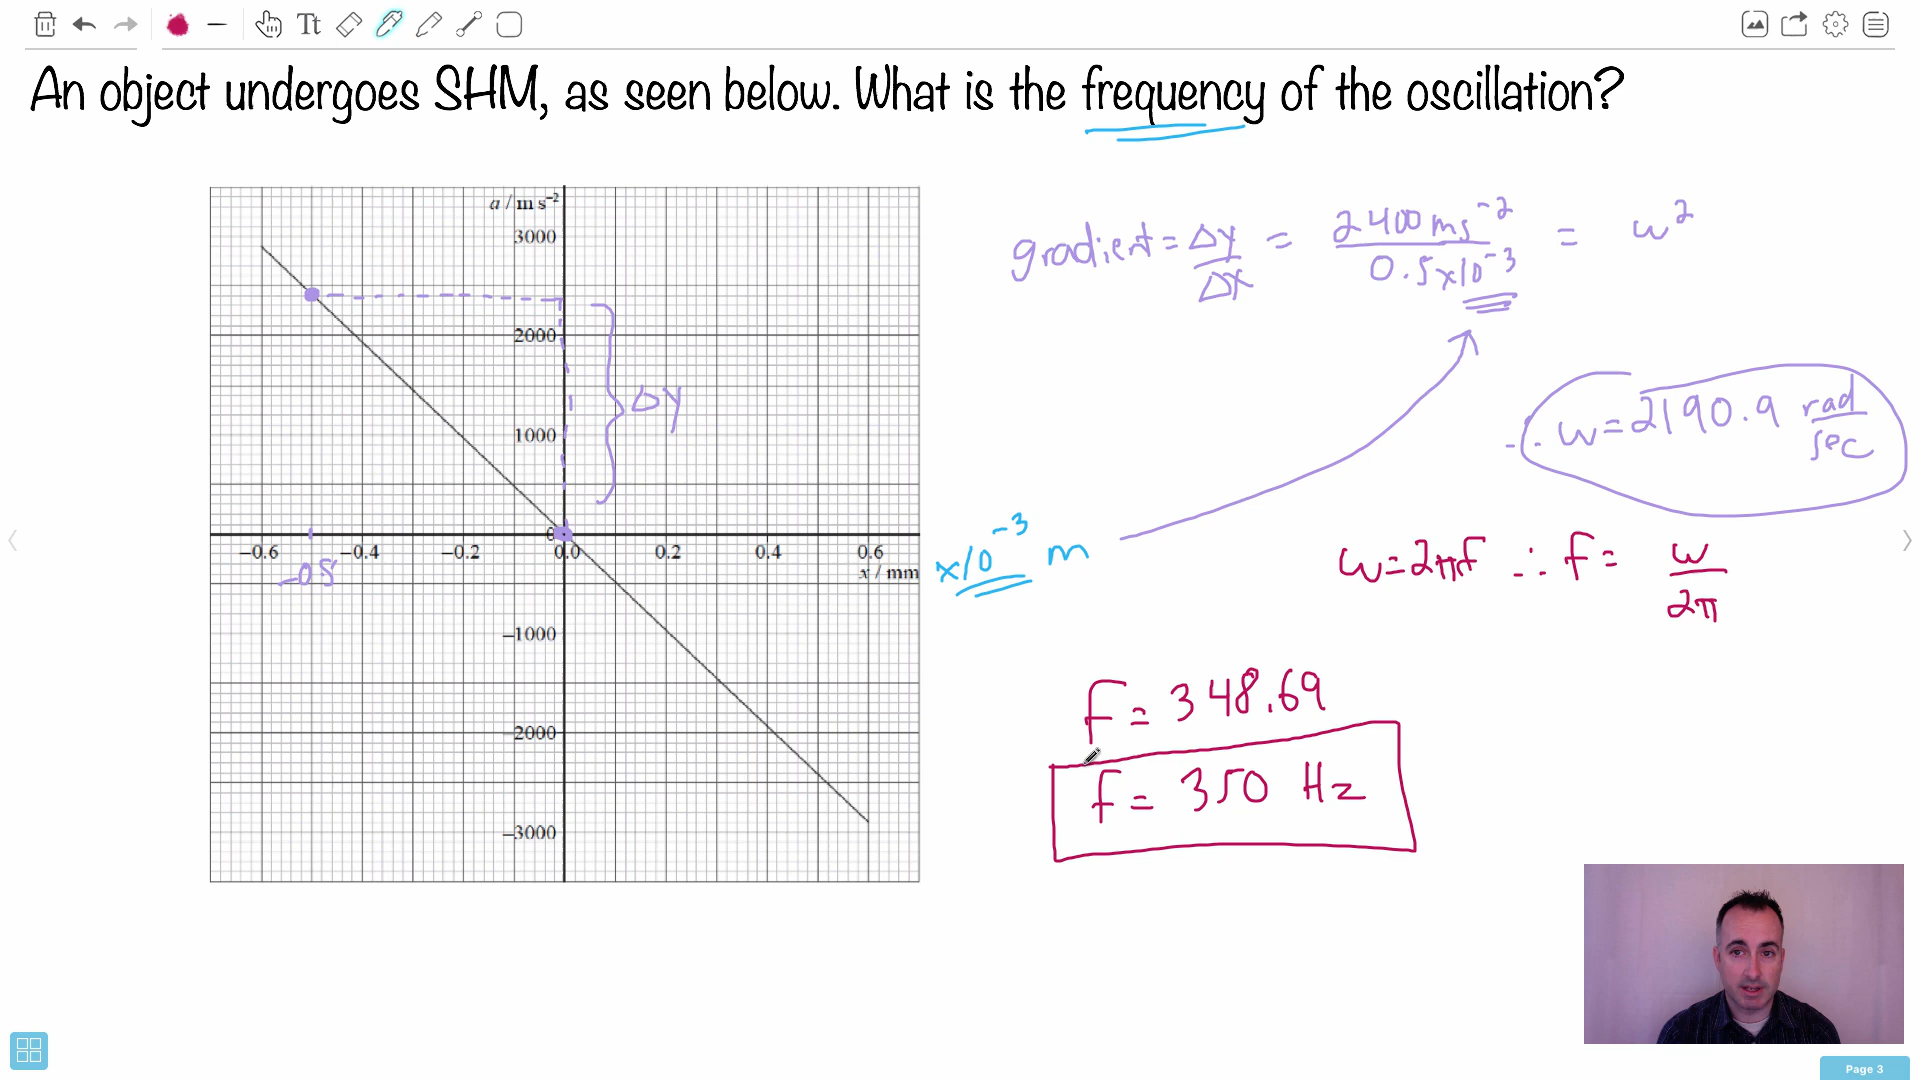 Tt
An object undergoes SHM, as seen below. What is the frequency of the oscillation?
a / m s⁻²
3000
2000
1000
0
−0.6 −0.4 −0.2 0.0 0.2 0.4 0.6
x / mm
−1000
−2000
−3000
−0.5
Δy
x10⁻³ m
gradient = Δy/Δx = 2400 ms⁻²/0.5x10⁻³ = ω²
∴ ω = 2190.9 rad/sec
ω = 2πf ∴ f = ω/2π
f = 348.69
f = 350 Hz
Page 3